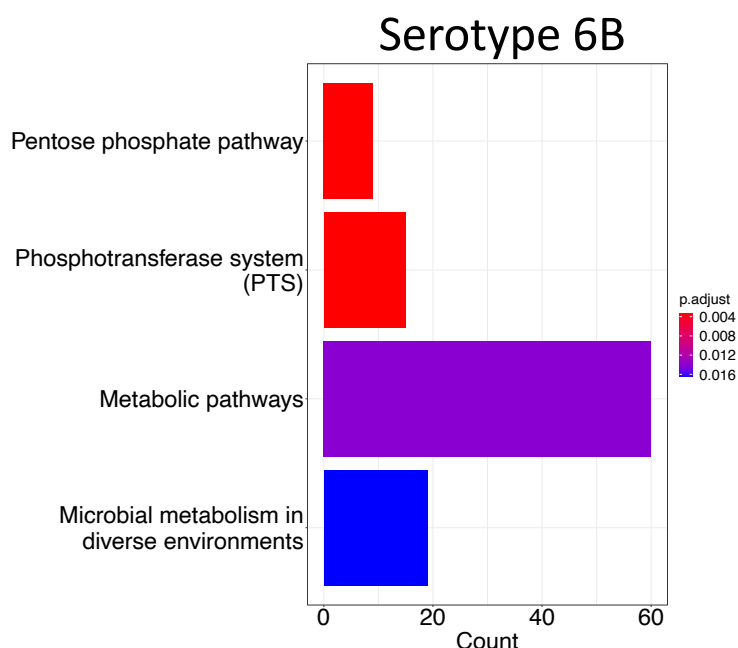 Serotype 6B
Pentose phosphate pathway
Phosphotransferase system
(PTS)
Metabolic pathways
Microbial metabolism in
diverse environments
0 20 40 60
Count
p.adjust
0.004
0.008
0.012
0.016